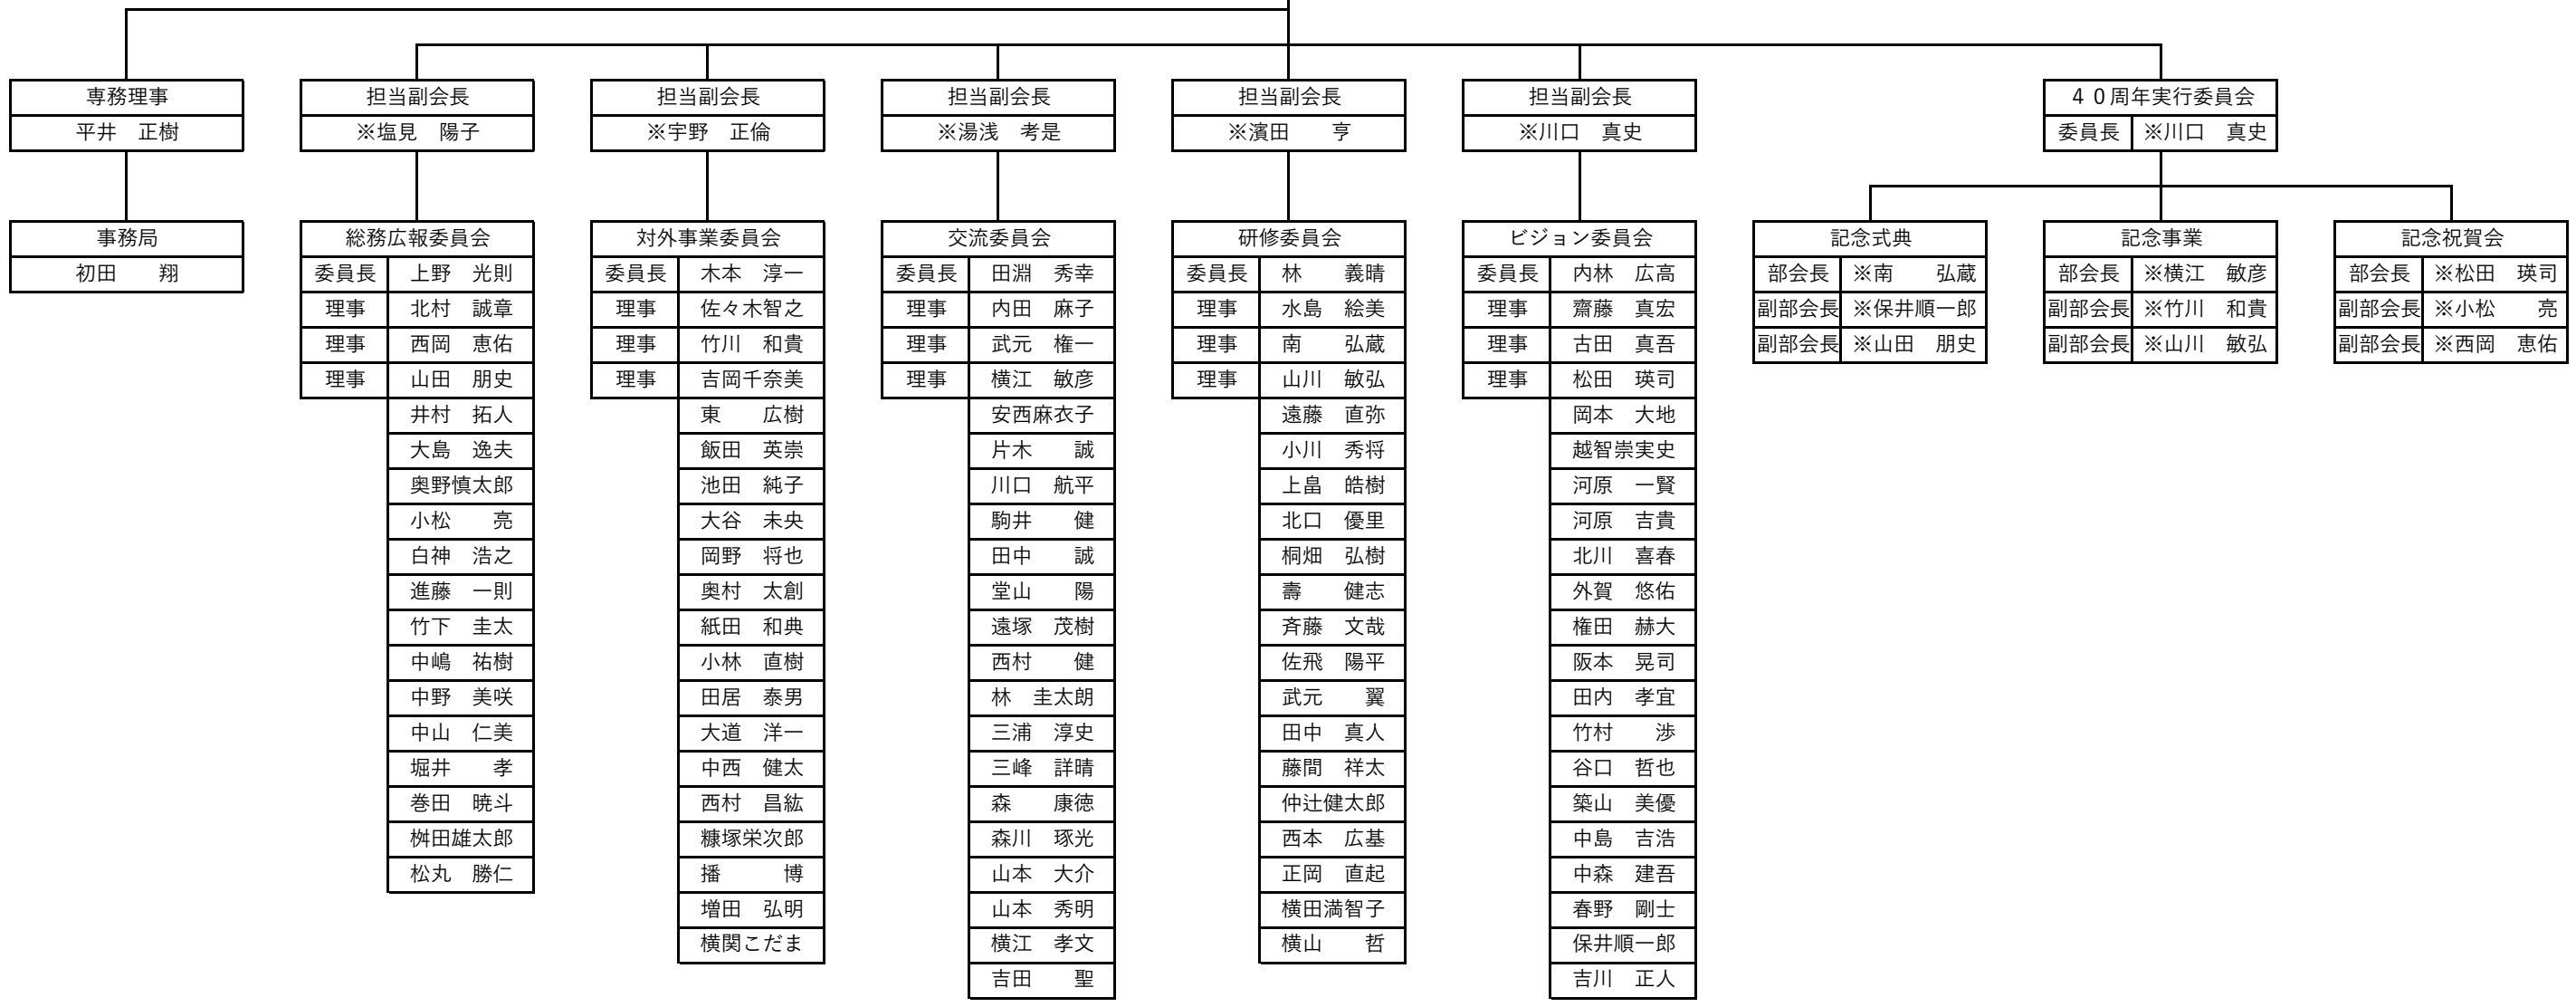 専務理事
平井　正樹
担当副会長
※塩見　陽子
担当副会長
※宇野　正倫
担当副会長
※湯浅　考是
担当副会長
※濱田　　亨
担当副会長
※川口　真史
４０周年実行委員会
委員長 ※川口　真史
事務局
初田　　翔
総務広報委員会
委員長 上野　光則
理事 北村　誠章
理事 西岡　恵佑
理事 山田　朋史
井村　拓人
大島　逸夫
奥野慎太郎
小松　　亮
白神　浩之
進藤　一則
竹下　圭太
中嶋　祐樹
中野　美咲
中山　仁美
堀井　　孝
巻田　暁斗
桝田雄太郎
松丸　勝仁
対外事業委員会
委員長 木本　淳一
理事 佐々木智之
理事 竹川　和貴
理事 吉岡千奈美
東　　広樹
飯田　英崇
池田　純子
大谷　未央
岡野　将也
奥村　太創
紙田　和典
小林　直樹
田居　泰男
大道　洋一
中西　健太
西村　昌紘
糠塚栄次郎
播　　　博
増田　弘明
横関こだま
交流委員会
委員長 田淵　秀幸
理事 内田　麻子
理事 武元　権一
理事 横江　敏彦
安西麻衣子
片木　　誠
川口　航平
駒井　　健
田中　　誠
堂山　　陽
遠塚　茂樹
西村　　健
林　圭太朗
三浦　淳史
三峰　詳晴
森　　康徳
森川　琢光
山本　大介
山本　秀明
横江　孝文
吉田　　聖
研修委員会
委員長 林　　義晴
理事 水島　絵美
理事 南　　弘蔵
理事 山川　敏弘
遠藤　直弥
小川　秀将
上畠　皓樹
北口　優里
桐畑　弘樹
壽　　健志
斉藤　文哉
佐飛　陽平
武元　　翼
田中　真人
藤間　祥太
仲辻健太郎
西本　広基
正岡　直起
横田満智子
横山　　哲
ビジョン委員会
委員長 内林　広高
理事 齋藤　真宏
理事 古田　真吾
理事 松田　瑛司
岡本　大地
越智崇実史
河原　一賢
河原　吉貴
北川　喜春
外賀　悠佑
権田　赫大
阪本　晃司
田内　孝宜
竹村　　渉
谷口　哲也
築山　美優
中島　吉浩
中森　建吾
春野　剛士
保井順一郎
吉川　正人
記念式典
部会長 ※南　　弘蔵
副部会長 ※保井順一郎
副部会長 ※山田　朋史
記念事業
部会長 ※横江　敏彦
副部会長 ※竹川　和貴
副部会長 ※山川　敏弘
記念祝賀会
部会長 ※松田　瑛司
副部会長 ※小松　　亮
副部会長 ※西岡　恵佑